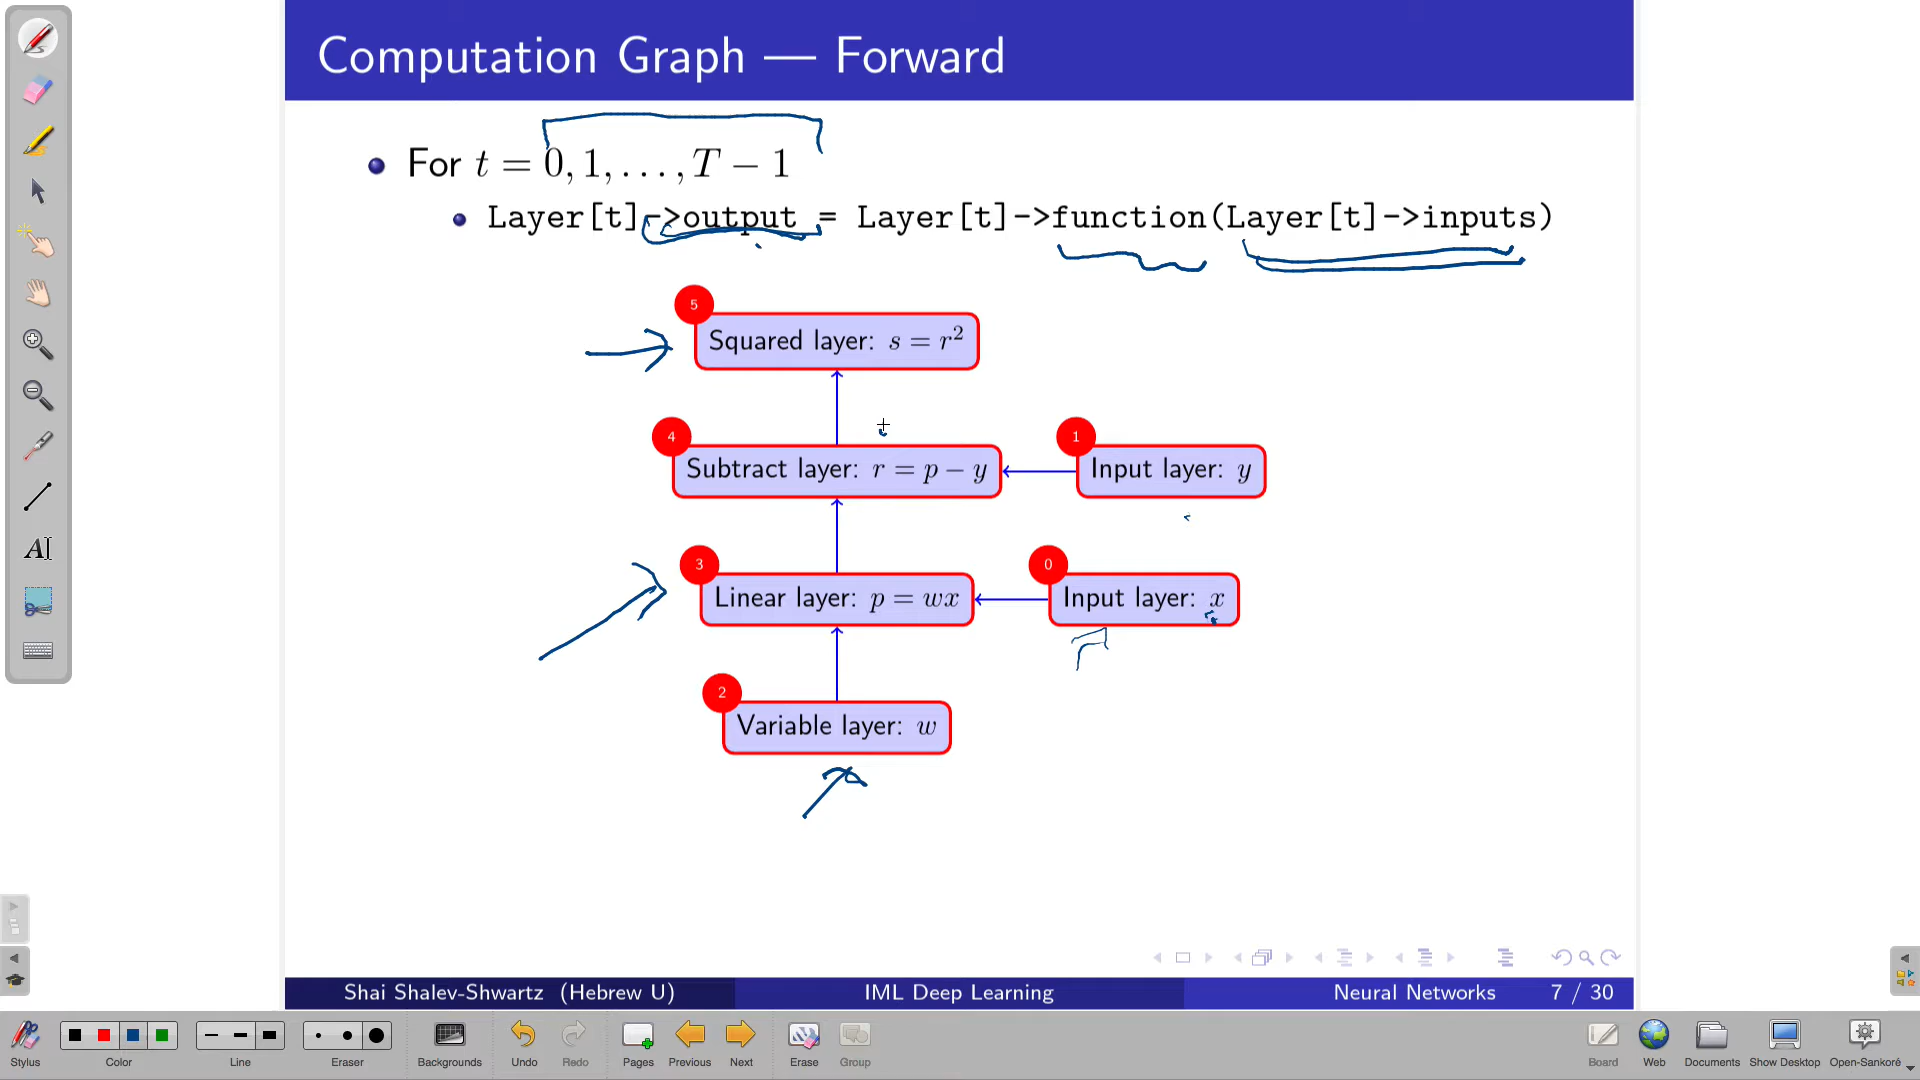 Computation Graph — Forward
For t = 0, 1, . . . , T − 1
Layer[t]->output = Layer[t]->function(Layer[t]->inputs)
5
Squared layer: s = r²
4
Subtract layer: r = p − y
1
Input layer: y
3
Linear layer: p = wx
0
Input layer: x
2
Variable layer: w
Shai Shalev-Shwartz (Hebrew U) IML Deep Learning Neural Networks 7 / 30
Stylus Color Line Eraser Backgrounds Undo Redo Pages Previous Next Erase Group Board Web Documents Show Desktop Open-Sankoré